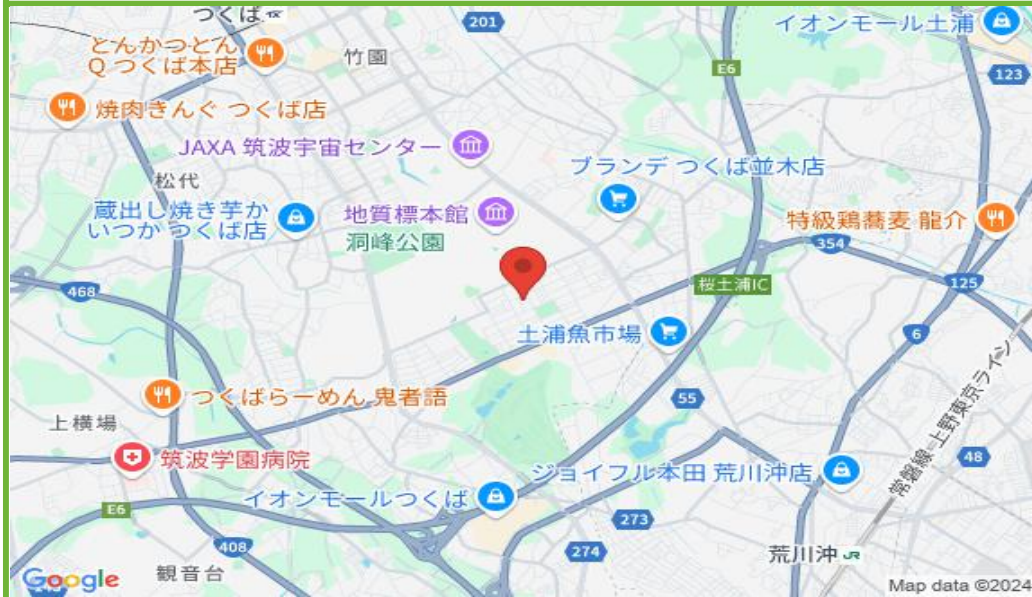 つくば
201
イオンモール土浦
とんかつとん
Q つくば本店
竹園
E6
123
焼肉きんぐ つくば店
JAXA 筑波宇宙センター
ブランデ つくば並木店
松代
蔵出し焼き芋か
いつか つくば店
地質標本館
洞峰公園
特級鶏蕎麦 龍介
354
468
桜土浦IC
125
土浦魚市場
6
常磐線-上野東京ライン
つくばらーめん 鬼者語
55
上横場
筑波学園病院
ジョイフル本田 荒川沖店
48
イオンモールつくば
E6
273
408
274
荒川沖 JR
観音台
Google
Map data ©2024